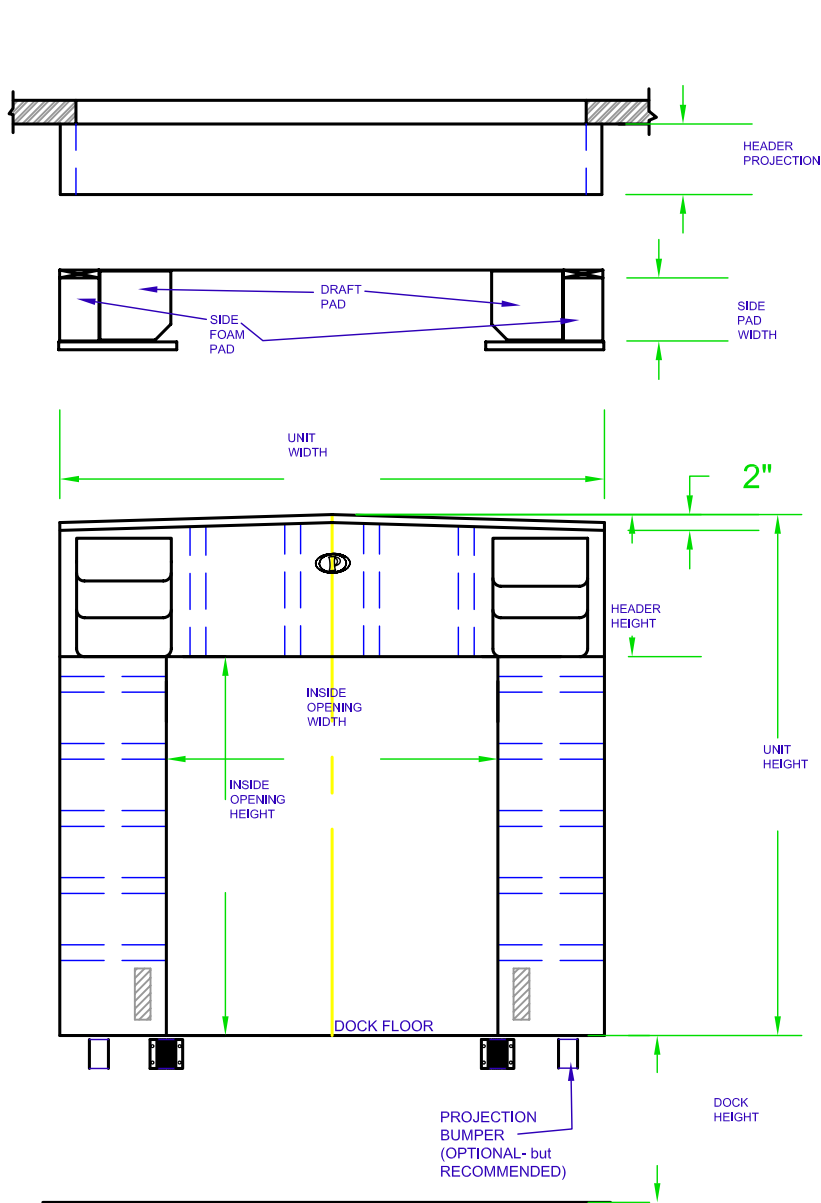 HEADER
PROJECTION
DRAFT
PAD
SIDE
FOAM
PAD
SIDE
PAD
WIDTH
UNIT
WIDTH
2"
HEADER
HEIGHT
INSIDE
OPENING
WIDTH
UNIT
HEIGHT
INSIDE
OPENING
HEIGHT
DOCK FLOOR
DOCK
HEIGHT
PROJECTION
BUMPER
(OPTIONAL- but
RECOMMENDED)